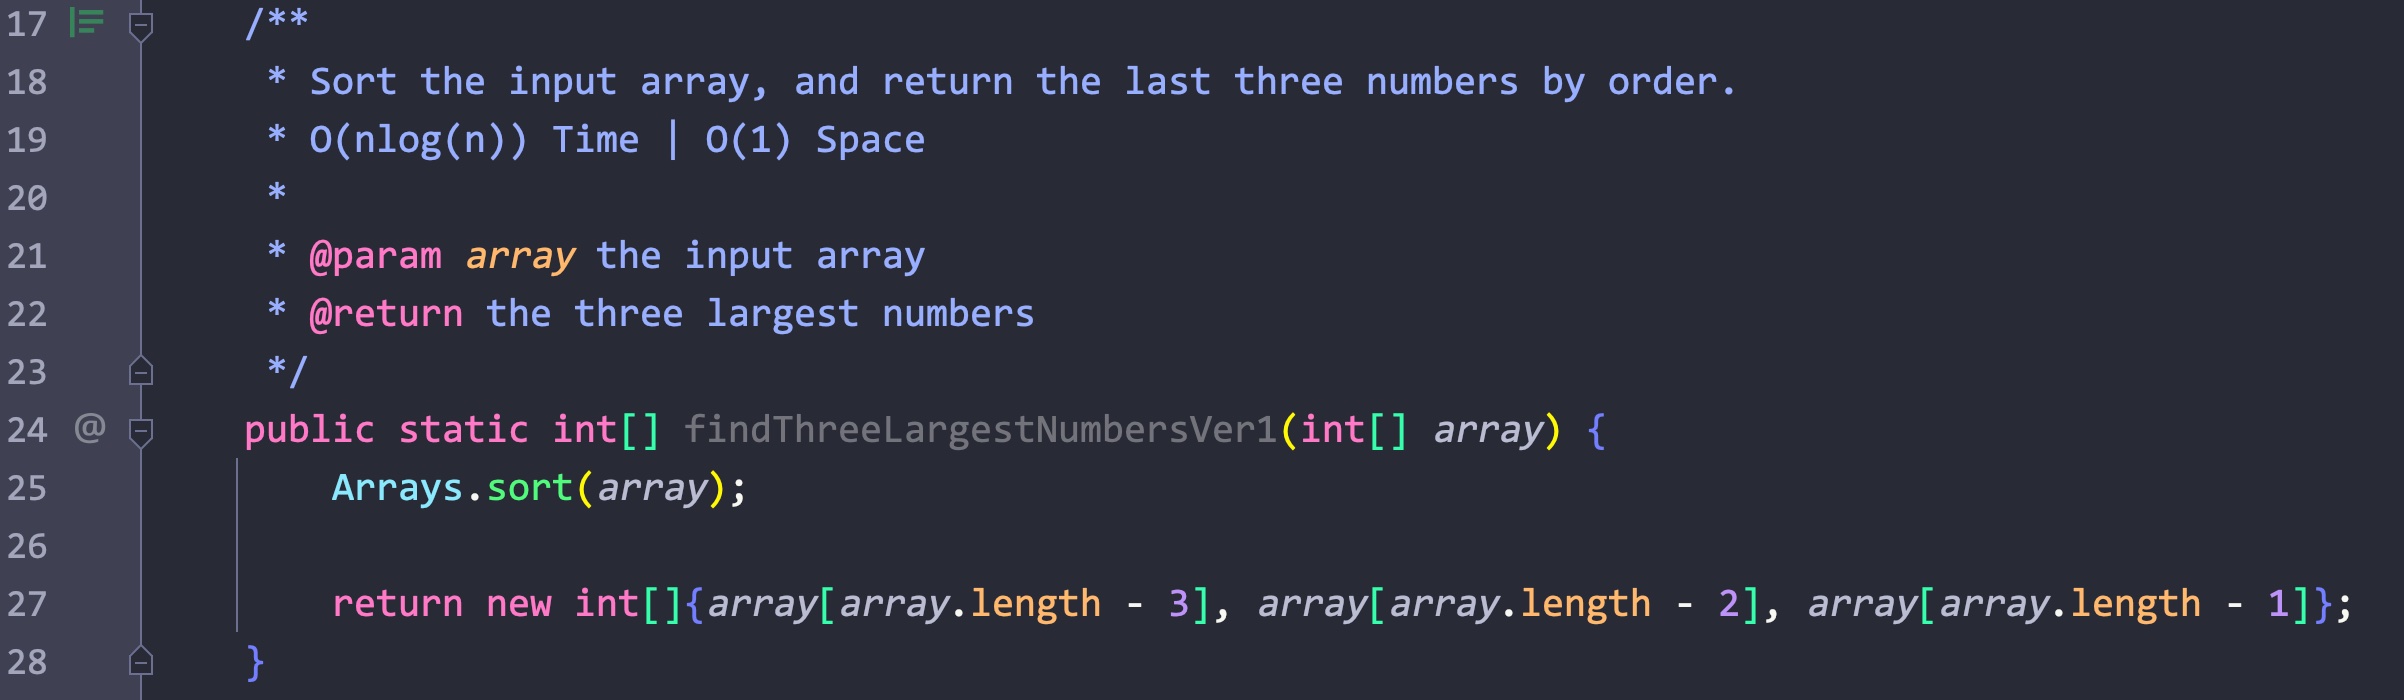 17 /**
18 * Sort the input array, and return the last three numbers by order.
19 * O(nlog(n)) Time | O(1) Space
20 *
21 * @param array the input array
22 * @return the three largest numbers
23 */
24 @ public static int[] findThreeLargestNumbersVer1(int[] array) {
25 Arrays.sort(array);
26
27 return new int[]{array[array.length - 3], array[array.length - 2], array[array.length - 1]};
28 }